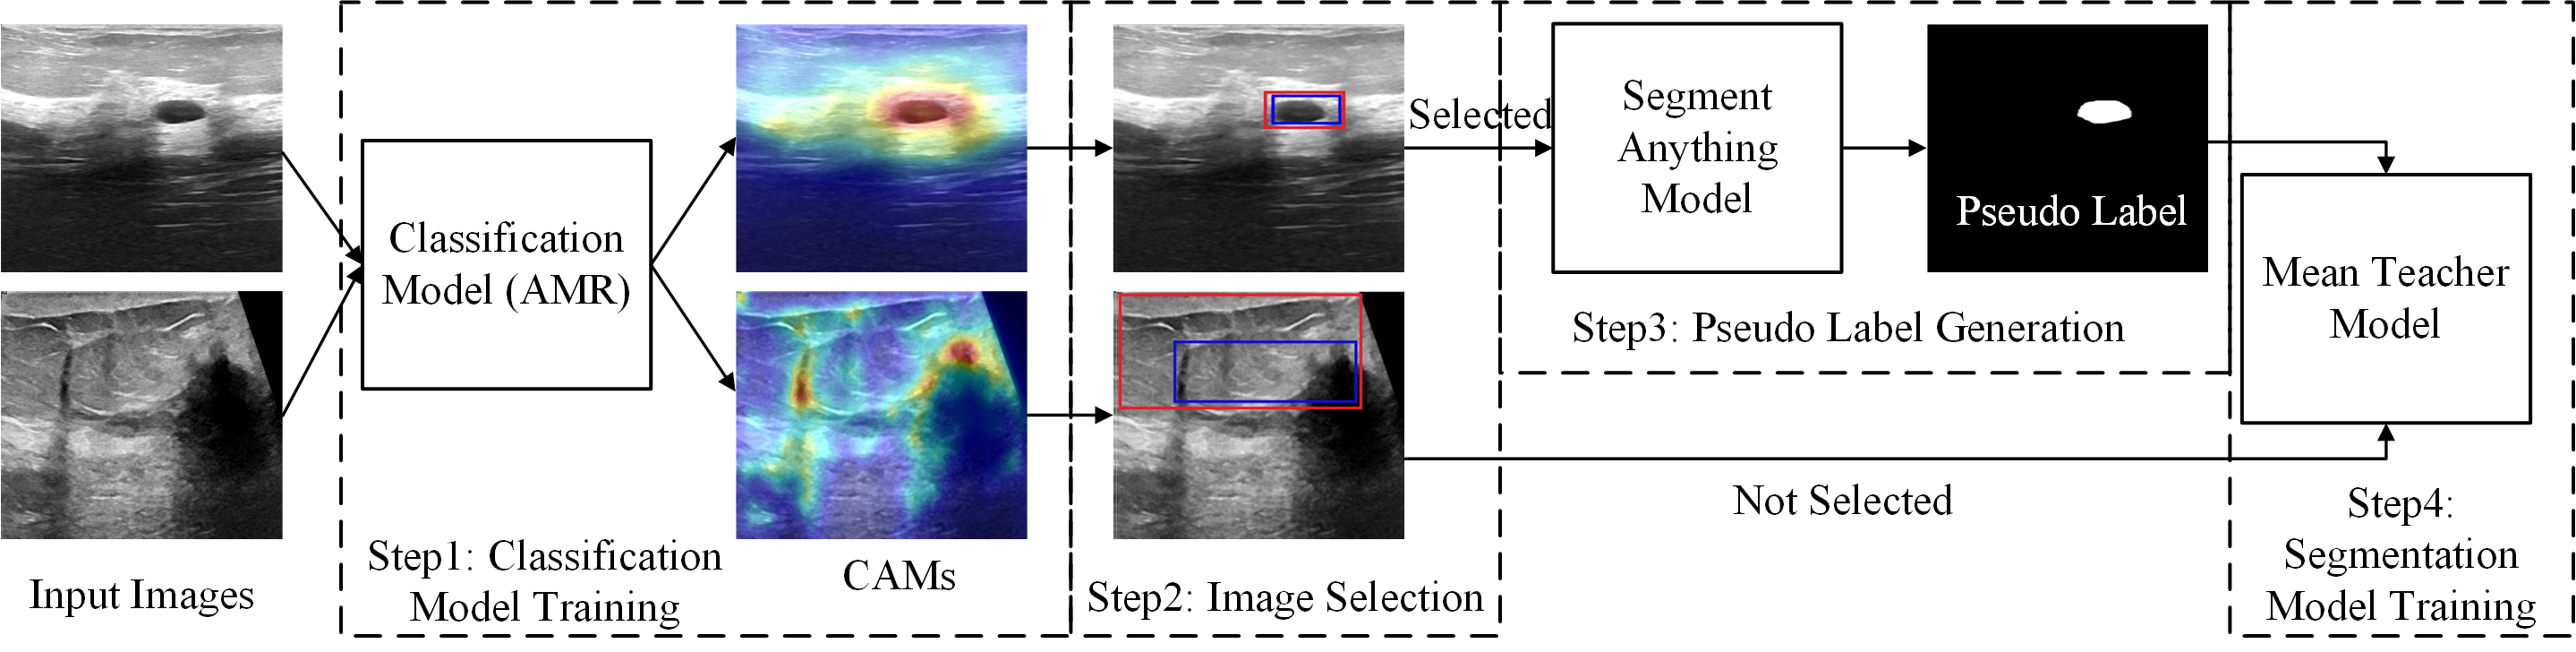 Input Images
Classification
Model (AMR)
Step1: Classification
Model Training
CAMs
Step2: Image Selection
Selected
Segment
Anything
Model
Pseudo Label
Step3: Pseudo Label Generation
Not Selected
Mean Teacher
Model
Step4:
Segmentation
Model Training